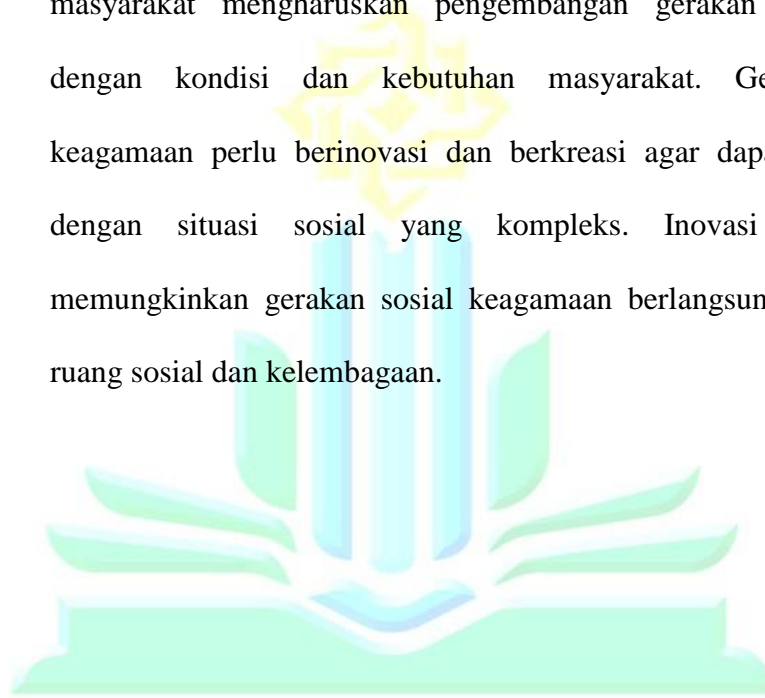 masyarakat mengharuskan pengembangan gerakan
dengan kondisi dan kebutuhan masyarakat.
keagamaan perlu berinovasi dan berkreasi agar
dengan situasi sosial yang kompleks. Inovasi
memungkinkan gerakan sosial keagamaan
ruang sosial dan kelembagaan.